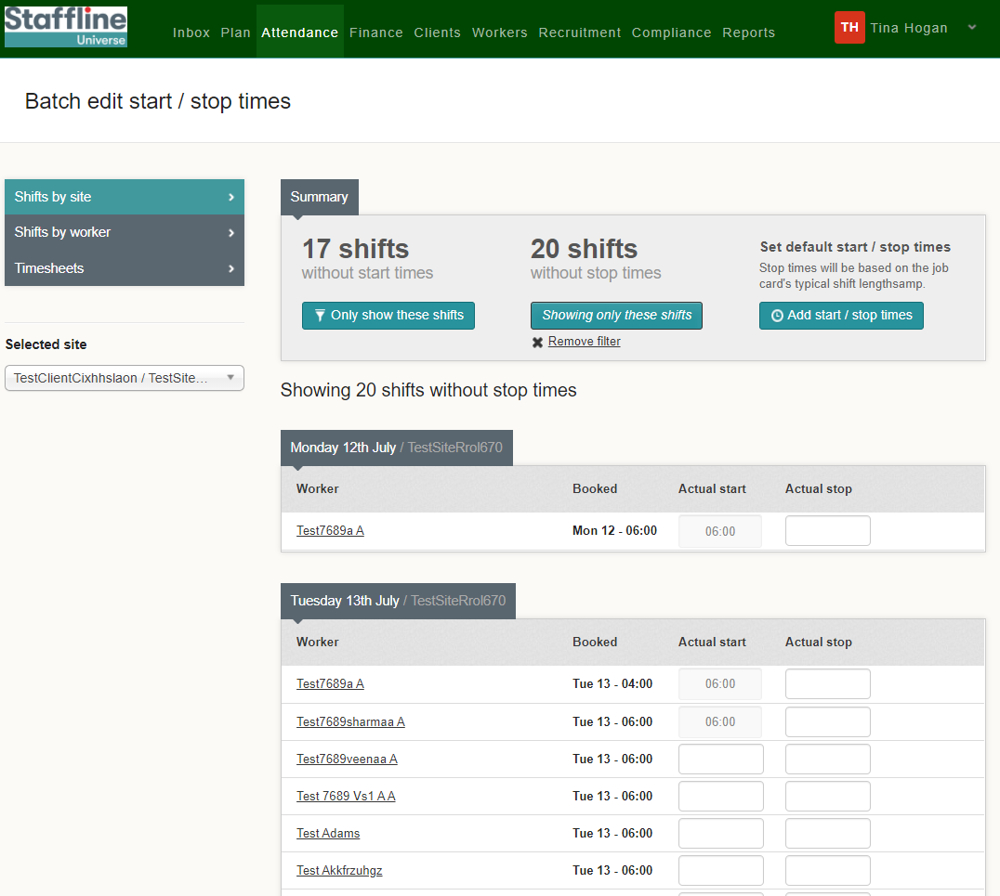 Staffline
Universe
Inbox Plan Attendance Finance Clients Workers Recruitment Compliance Reports
TH Tina Hogan
Batch edit start / stop times
Shifts by site
Shifts by worker
Timesheets
Selected site
TestClientCixhhslaon / TestSite...
Summary
17 shifts
without start times
Only show these shifts
20 shifts
without stop times
Showing only these shifts
Remove filter
Set default start / stop times
Stop times will be based on the job
card's typical shift lengthsamp.
Add start / stop times
Showing 20 shifts without stop times
Monday 12th July / TestSiteRrol670
Worker Booked Actual start Actual stop
Test7689a A Mon 12 - 06:00 06:00
Tuesday 13th July / TestSiteRrol670
Worker Booked Actual start Actual stop
Test7689a A Tue 13 - 04:00 06:00
Test7689sharmaa A Tue 13 - 06:00 06:00
Test7689veenaa A Tue 13 - 06:00
Test 7689 Vs1 A A Tue 13 - 06:00
Test Adams Tue 13 - 06:00
Test Akkfrzuhgz Tue 13 - 06:00